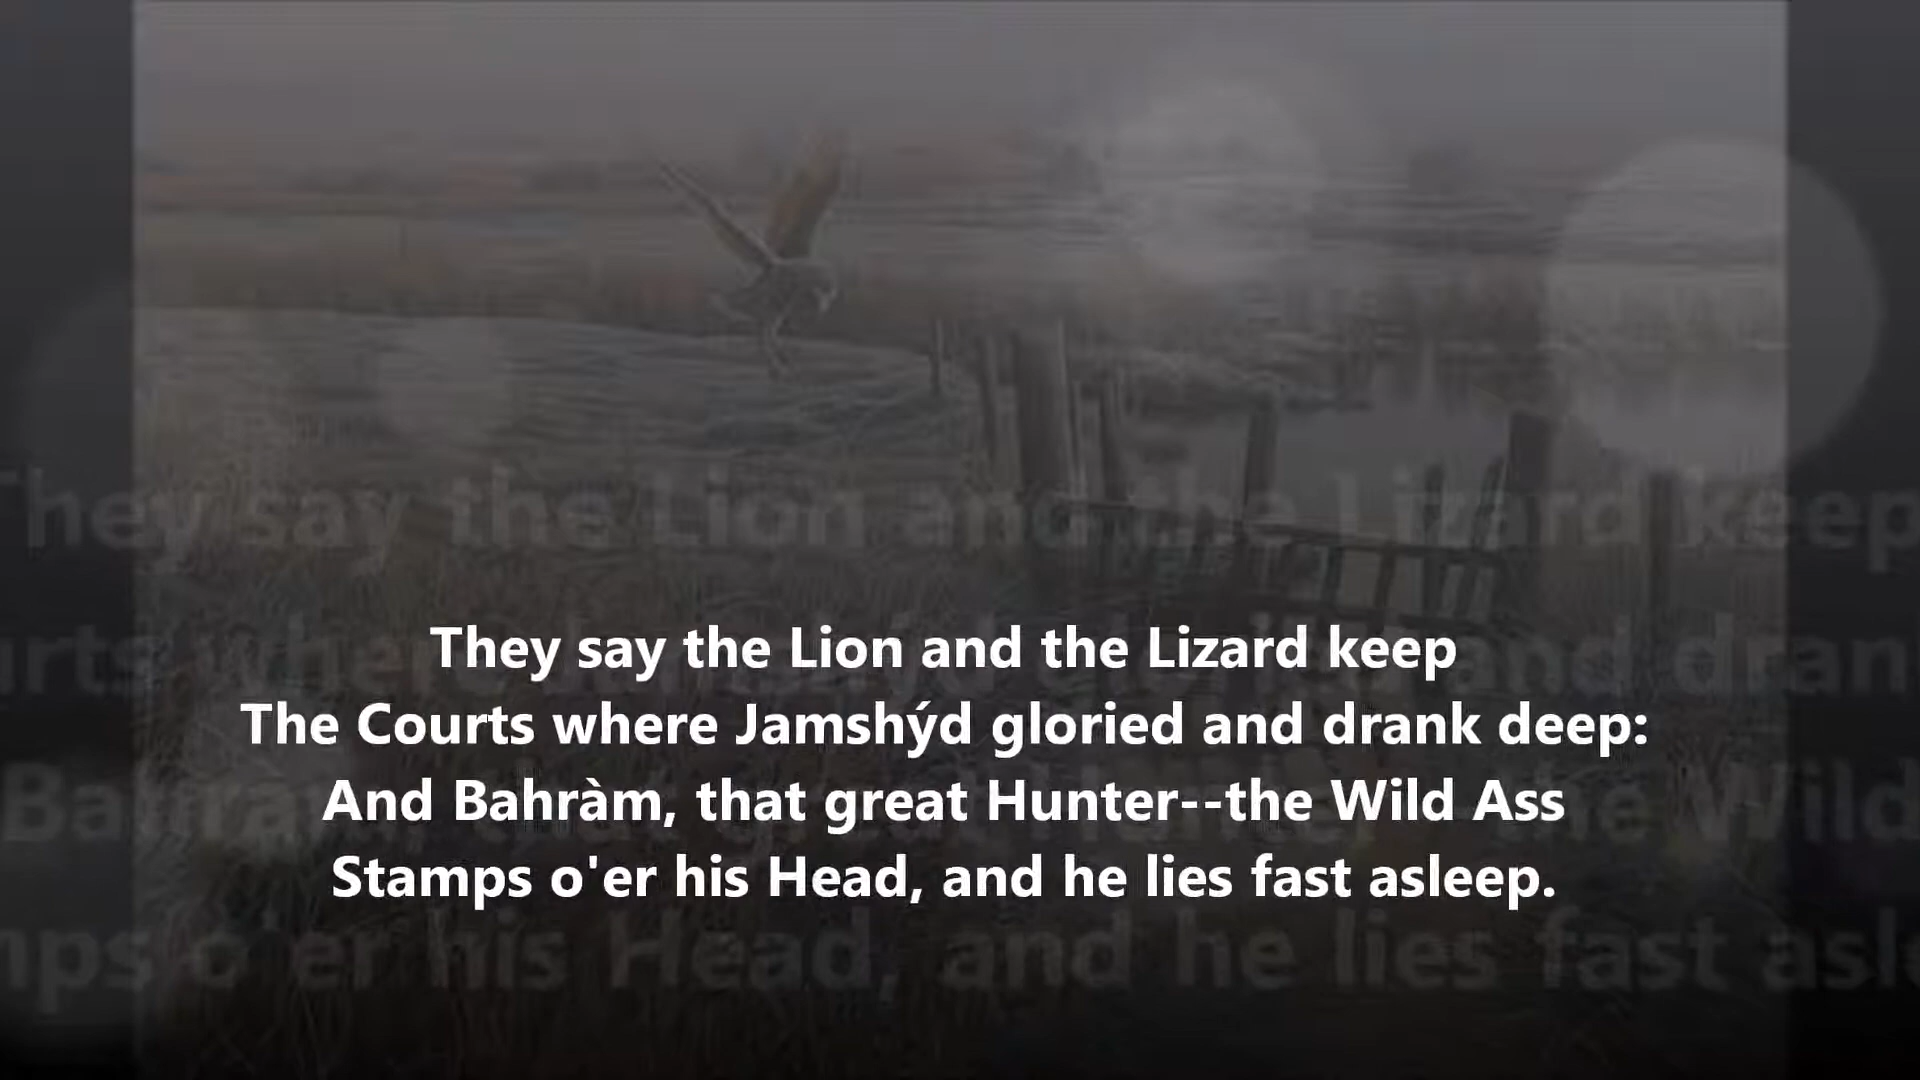 They say the Lion and the Lizard keep
The Courts where Jamshýd gloried and drank deep:
And Bahràm, that great Hunter--the Wild Ass
Stamps o'er his Head, and he lies fast asleep.